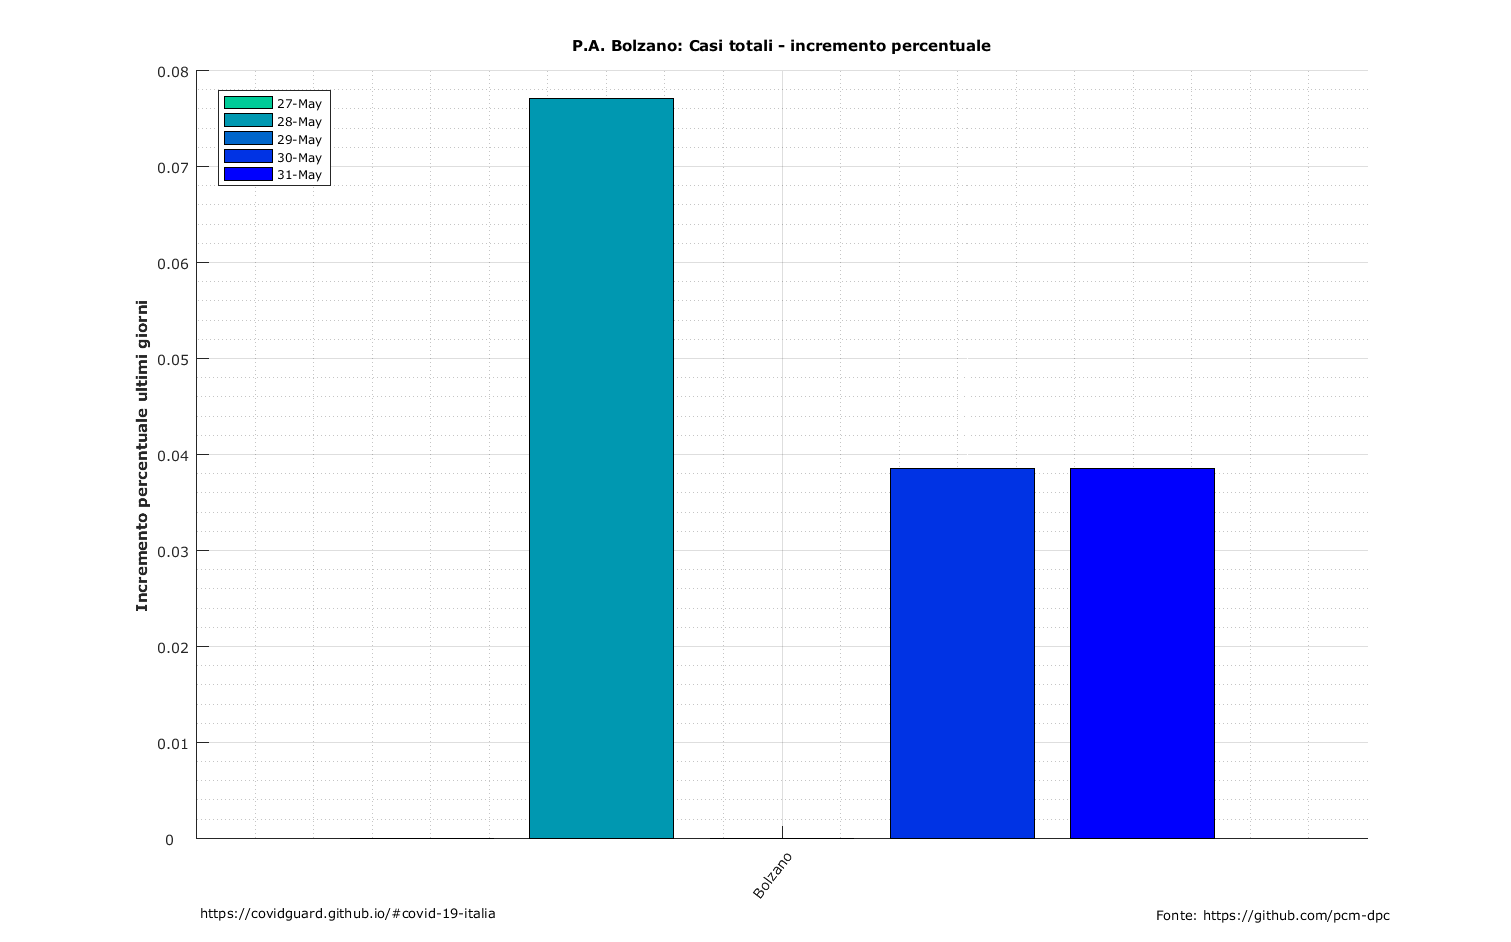 P.A. Bolzano: Casi totali - incremento percentuale
0.08
0.07
0.06
0.05
0.04
0.03
0.02
0.01
0
Incremento percentuale ultimi giorni
27-May
28-May
29-May
30-May
31-May
Bolzano
https://covidguard.github.io/#covid-19-italia
Fonte: https://github.com/pcm-dpc